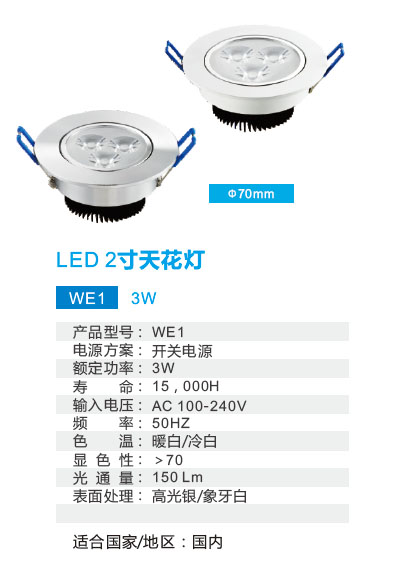 Φ70mm
LED 2寸天花灯
WE1 3W
产品型号：WE1
电源方案：开关电源
额定功率：3W
寿 命：15，000H
输入电压：AC 100-240V
频 率：50HZ
色 温：暖白/冷白
显 色 性：＞70
光 通 量：150 Lm
表面处理：高光银/象牙白
适合国家/地区：国内